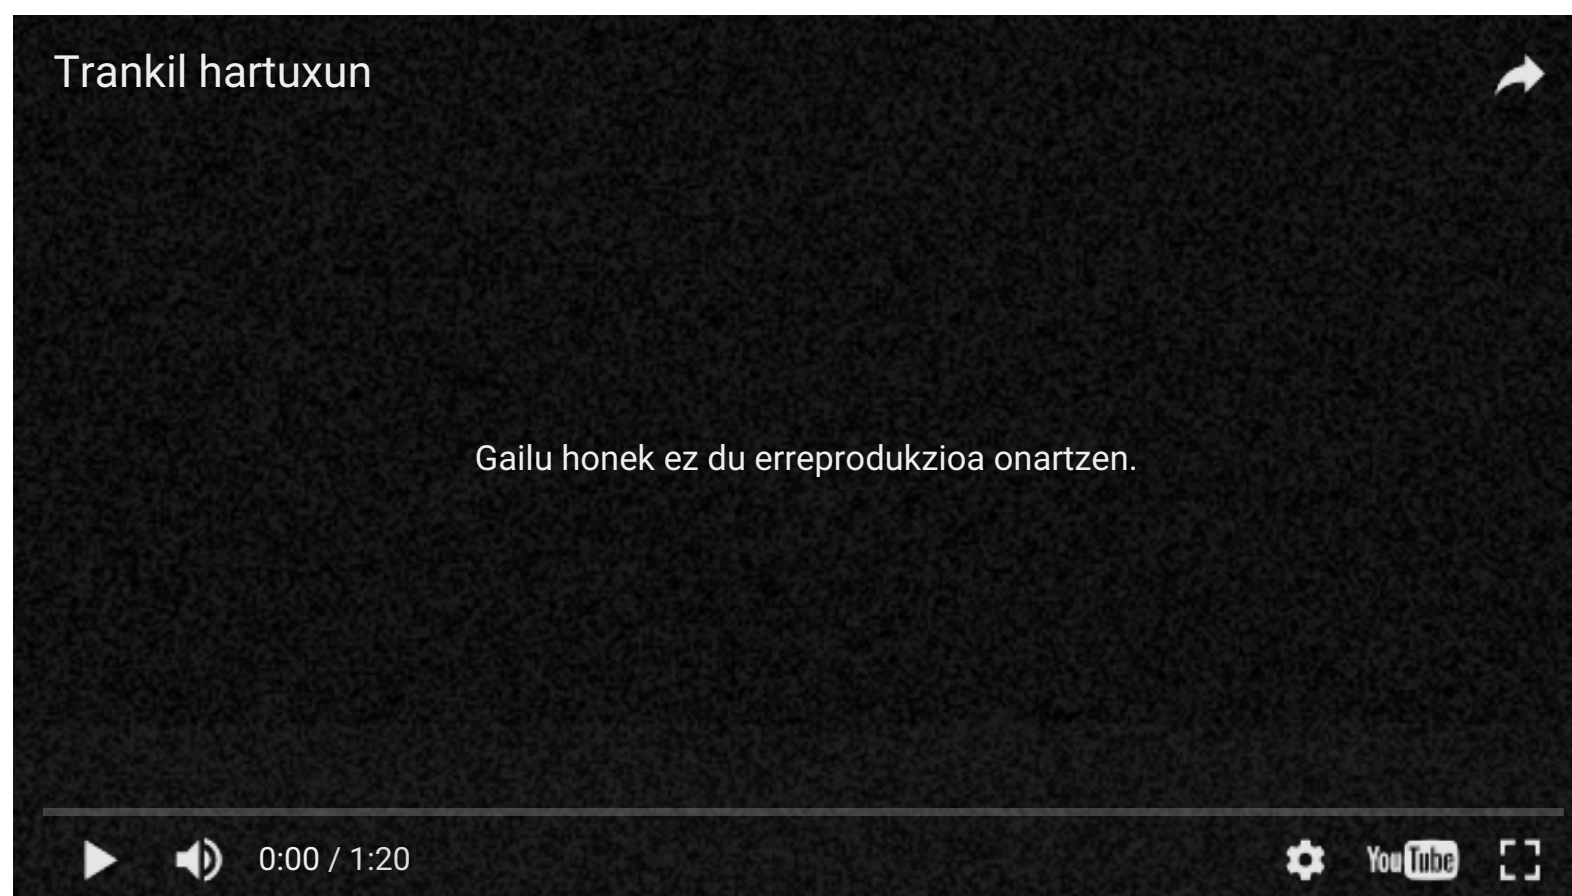 Trankil hartuxun
Gailu honek ez du erreprodukzioa onartzen.
0:00 / 1:20
YouTube